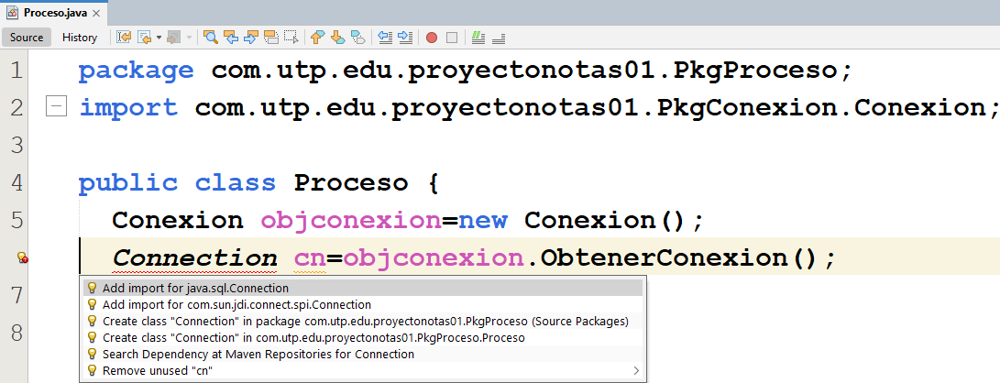 Proceso.java
Source History
1 package com.utp.edu.proyectonotas01.PkgProceso;
2 import com.utp.edu.proyectonotas01.PkgConexion.Conexion;
3
4 public class Proceso {
5 Conexion objconexion=new Conexion();
Connection cn=objconexion.ObtenerConexion();
7
8
Add import for java.sql.Connection
Add import for com.sun.jdi.connect.spi.Connection
Create class "Connection" in package com.utp.edu.proyectonotas01.PkgProceso (Source Packages)
Create class "Connection" in com.utp.edu.proyectonotas01.PkgProceso.Proceso
Search Dependency at Maven Repositories for Connection
Remove unused "cn"